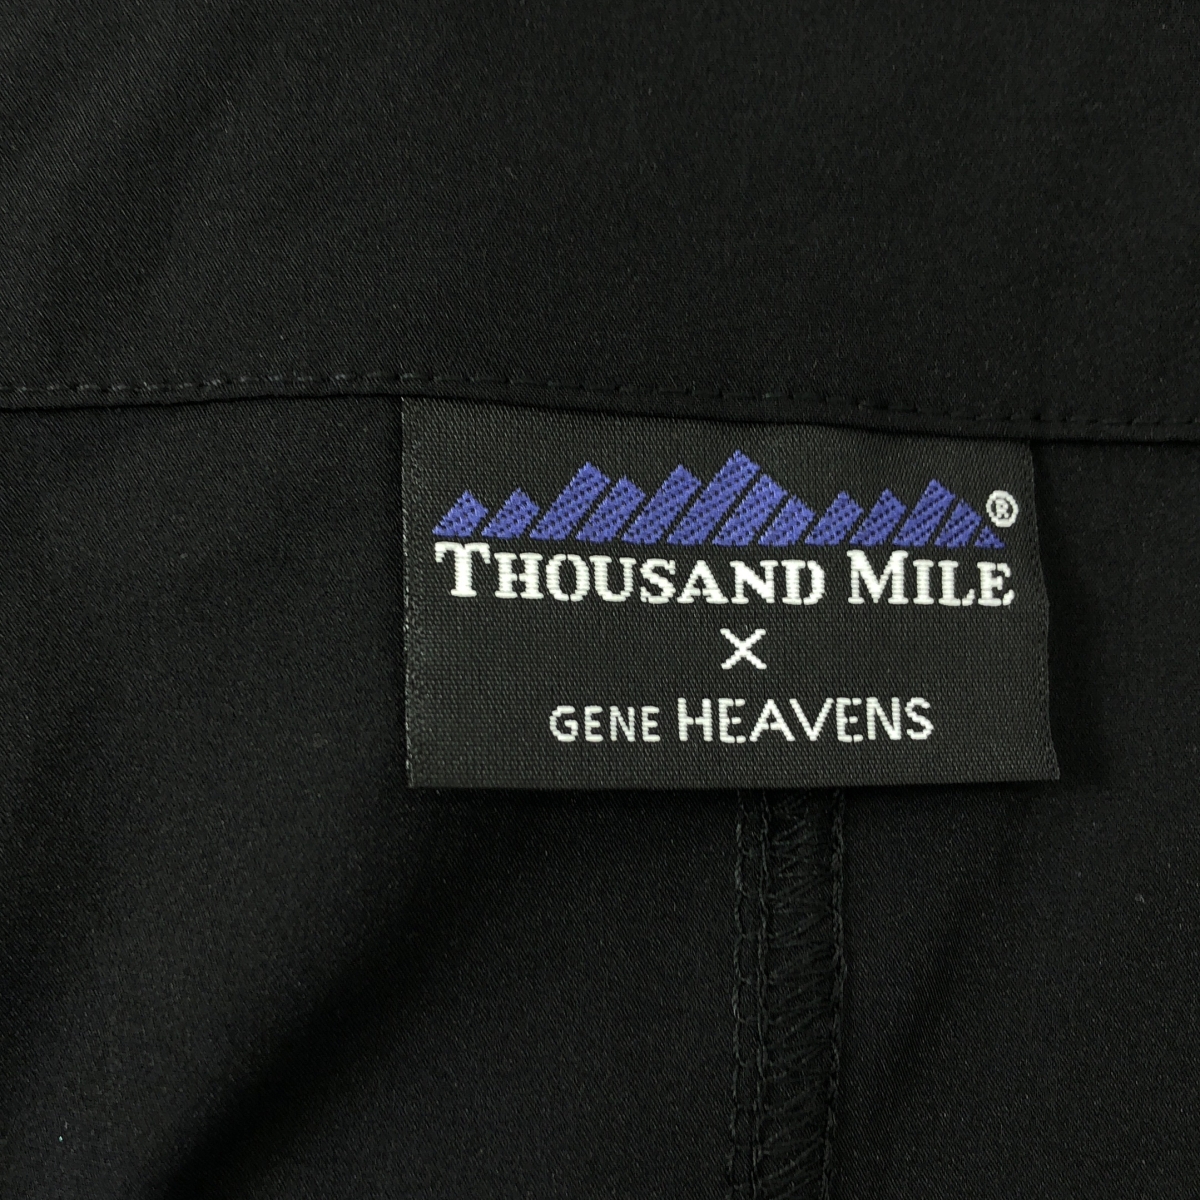 ®
THOUSAND MILE
X
GENE HEAVENS